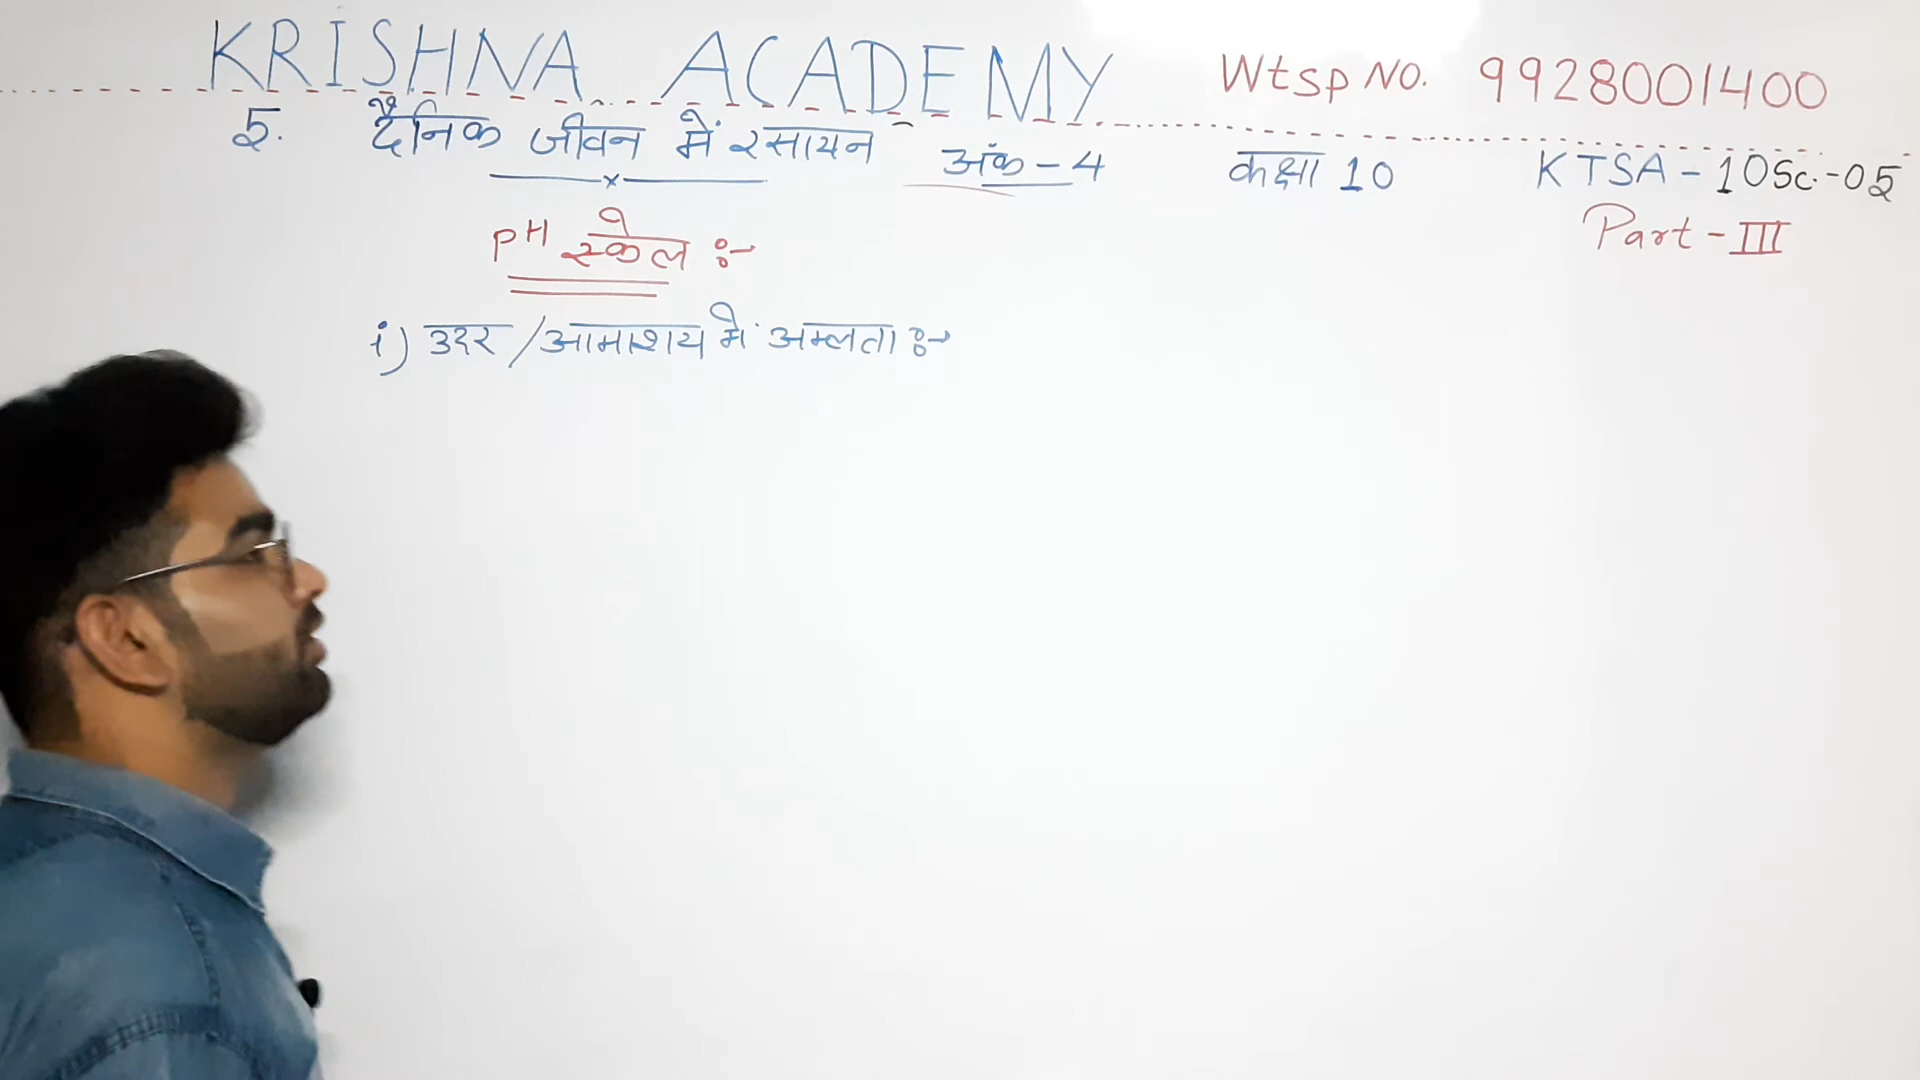 KRISHNA ACADEMY Wtsp NO. 9928001400
5. दैनिक जीवन में रसायन अंक - 4 कक्षा 10 KTSA - 10Sc.-05
Part - III
pH स्केल :-
i) उदर / आमाशय में अम्लता :-